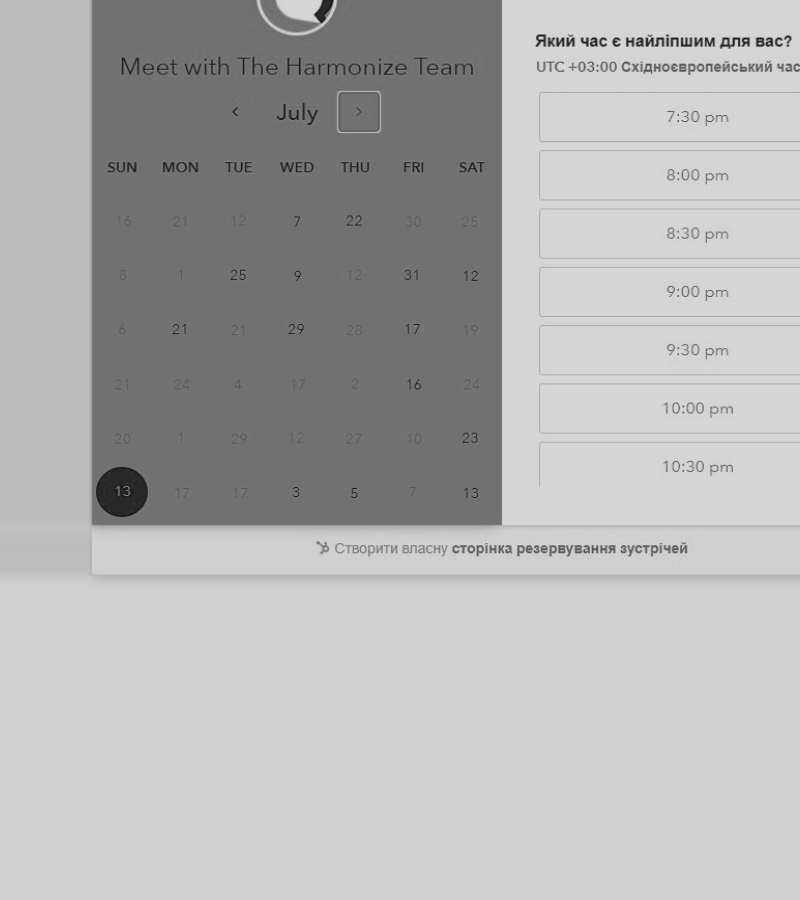 Meet with The Harmonize Team
July
SUN MON TUE WED THU FRI SAT
16 21 12 7 22 30 25
8 1 25 9 12 31 12
6 21 21 29 28 17 19
21 24 4 17 2 16 24
20 1 29 12 27 10 23
13 17 17 3 5 7 13
Який час є найліпшим для вас?
UTC +03:00 Східноєвропейський час
7:30 pm
8:00 pm
8:30 pm
9:00 pm
9:30 pm
10:00 pm
10:30 pm
Створити власну сторінка резервування зустрічей